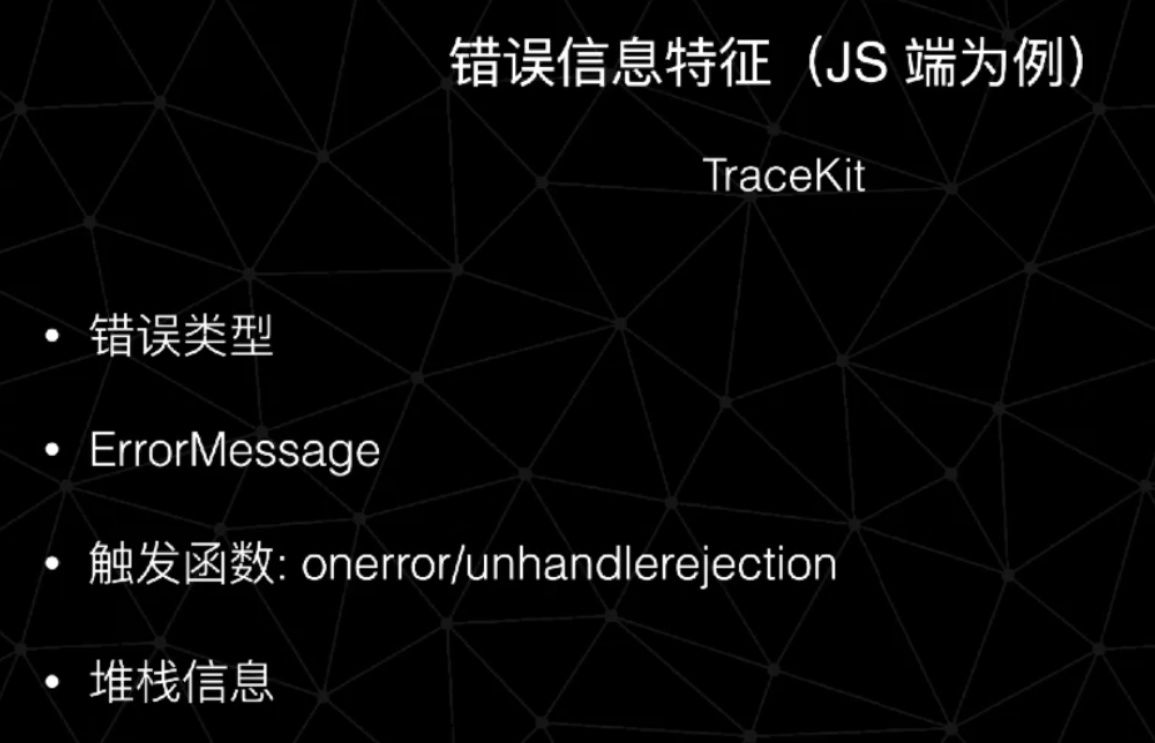 错误信息特征（JS 端为例）
TraceKit
• 错误类型
• ErrorMessage
• 触发函数: onerror/unhandlerejection
• 堆栈信息